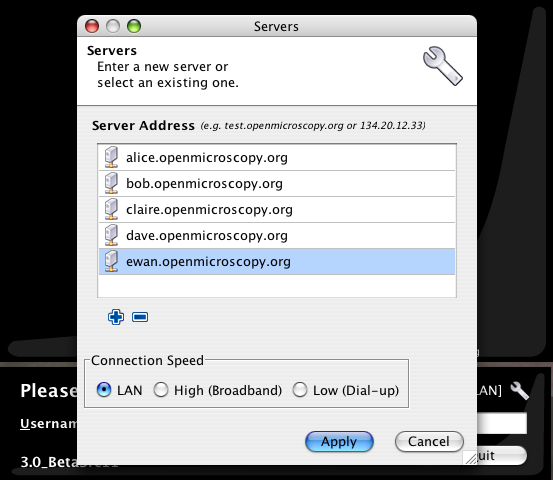 Servers
Servers
Enter a new server or
select an existing one.
Server Address (e.g. test.openmicroscopy.org or 134.20.12.33)
alice.openmicroscopy.org
bob.openmicroscopy.org
claire.openmicroscopy.org
dave.openmicroscopy.org
ewan.openmicroscopy.org
Connection Speed
LAN High (Broadband) Low (Dial-up)
Apply Cancel
Please
LAN]
Usernam
uit